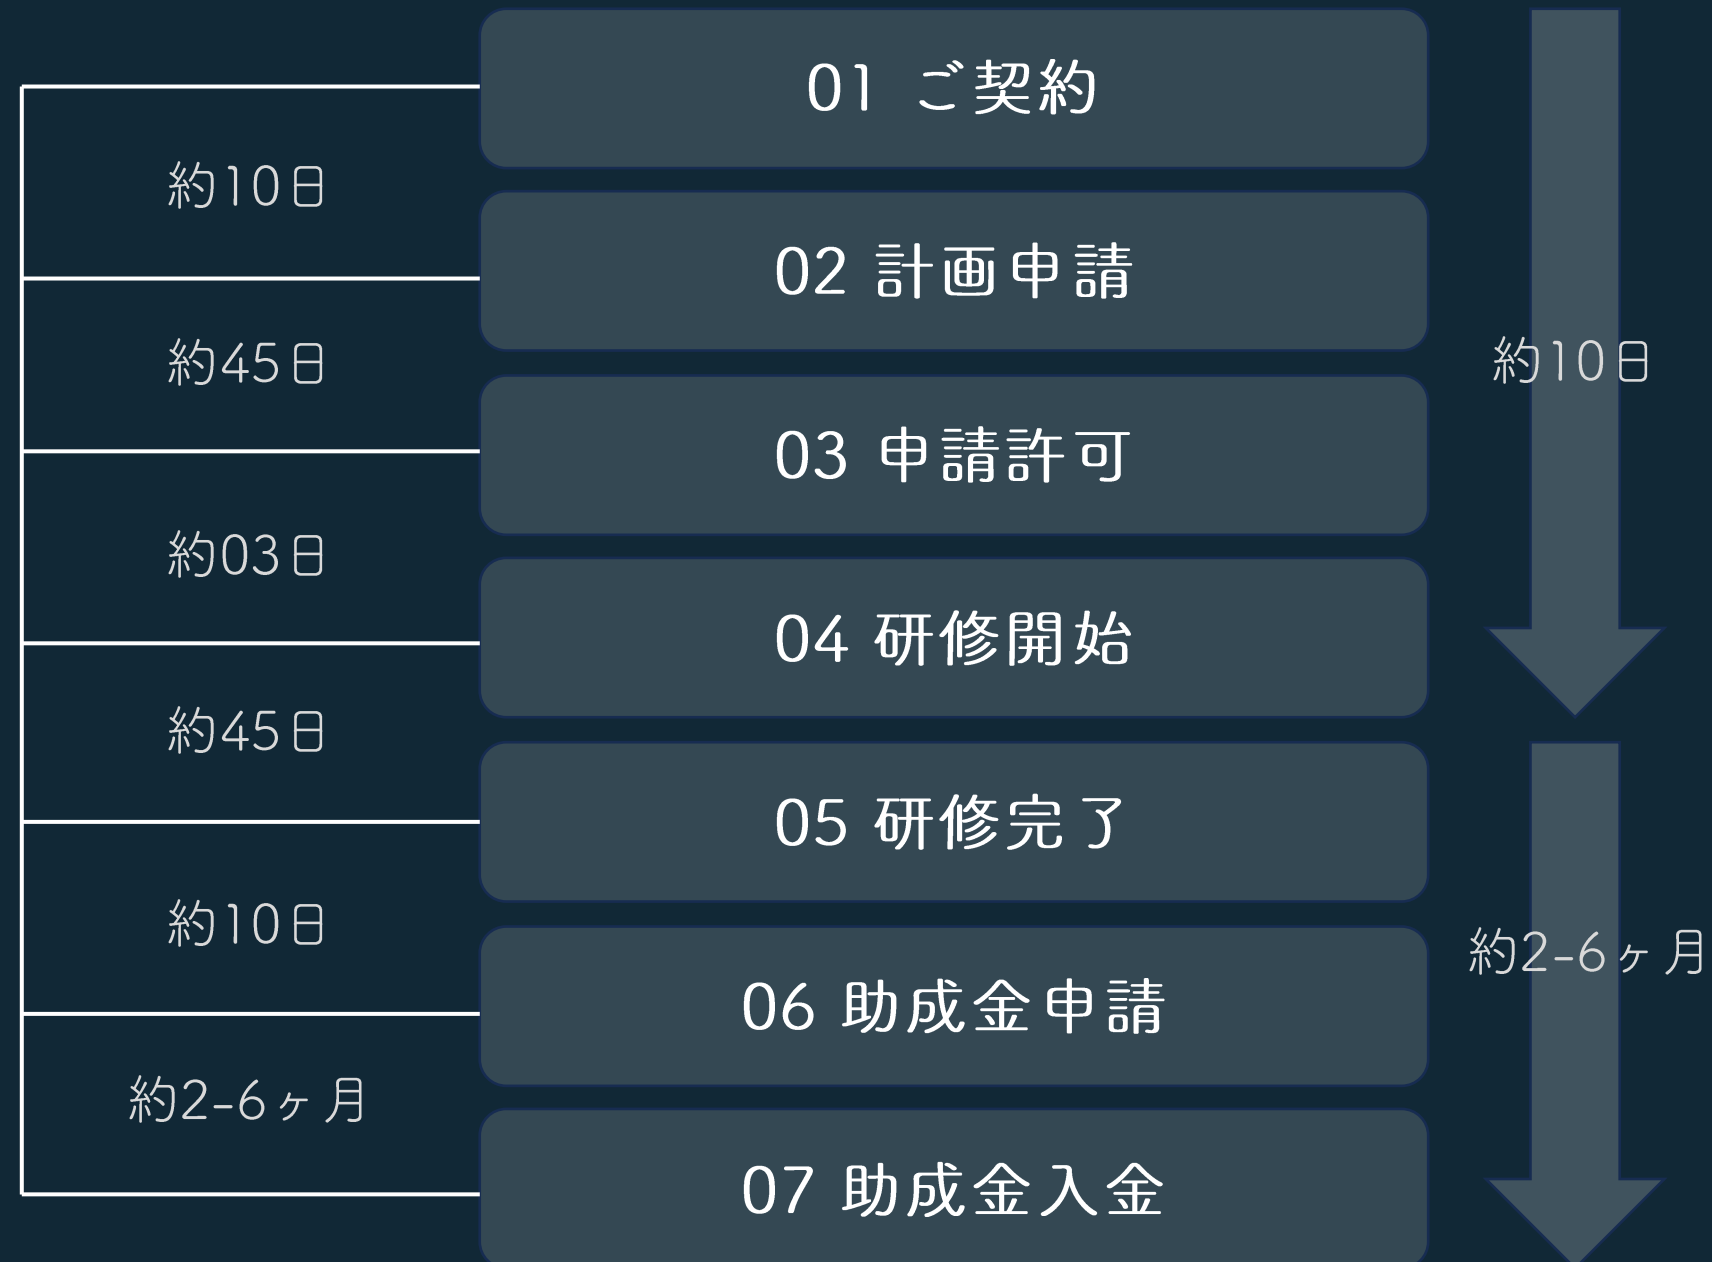 01 ご契約
約10日
02 計画申請
約45日
約10日
03 申請許可
約03日
04 研修開始
約45日
05 研修完了
約10日
約2-6ヶ月
06 助成金申請
約2-6ヶ月
07 助成金入金